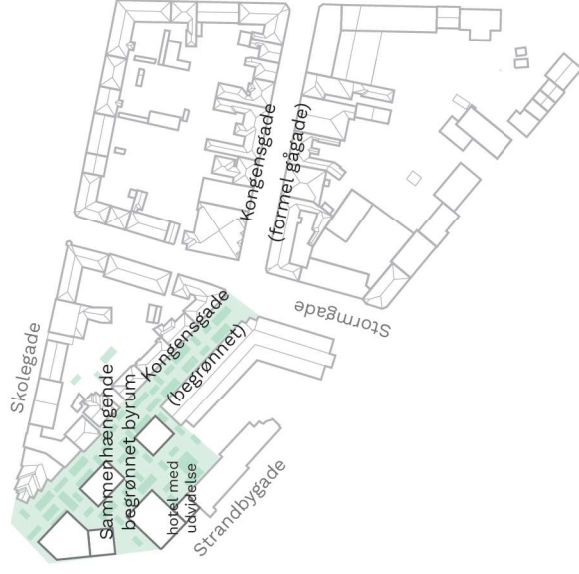 Skolegade
Sammenhængende
begrønnet byrum
hotel med
udvidelse
Strandbygade
Kongensgade
(begrønnet)
Stormgade
Kongensgade
(formel gågade)